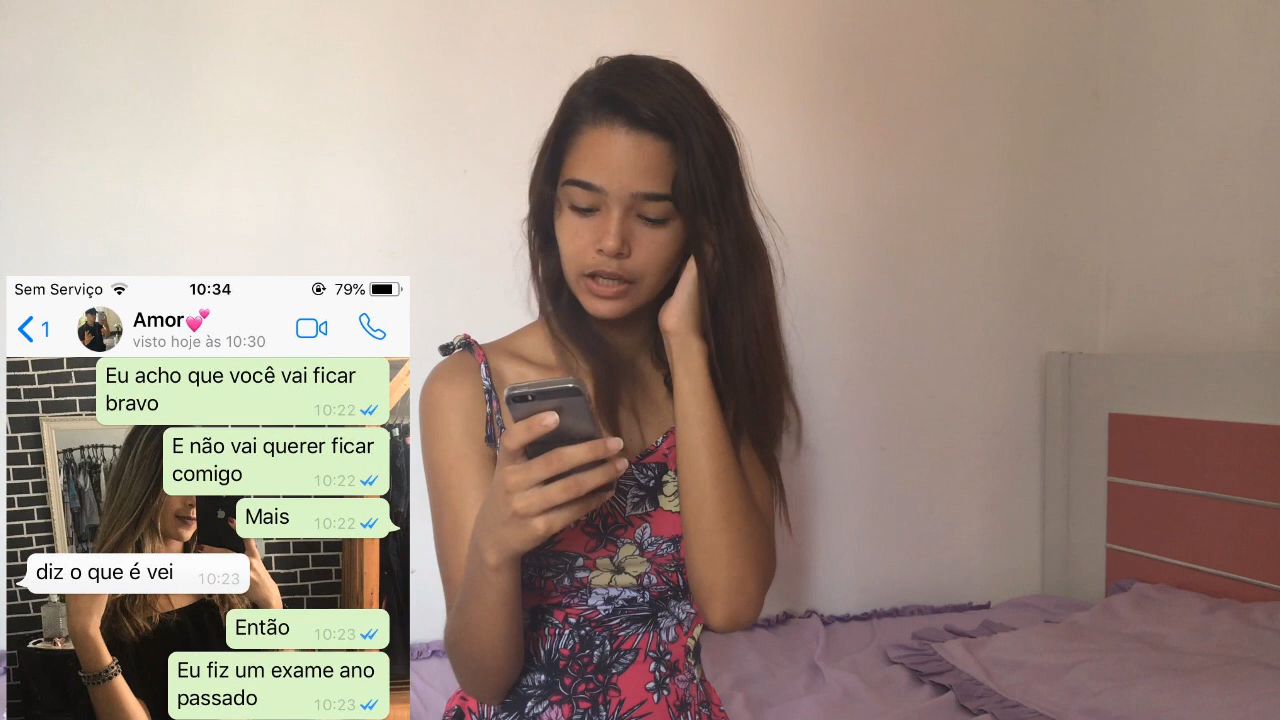 Sem Serviço 10:34 79%
1 Amor💕
visto hoje às 10:30
Eu acho que você vai ficar
bravo 10:22
E não vai querer ficar
comigo 10:22
Mais 10:22
diz o que é vei 10:23
Então 10:23
Eu fiz um exame ano
passado 10:23